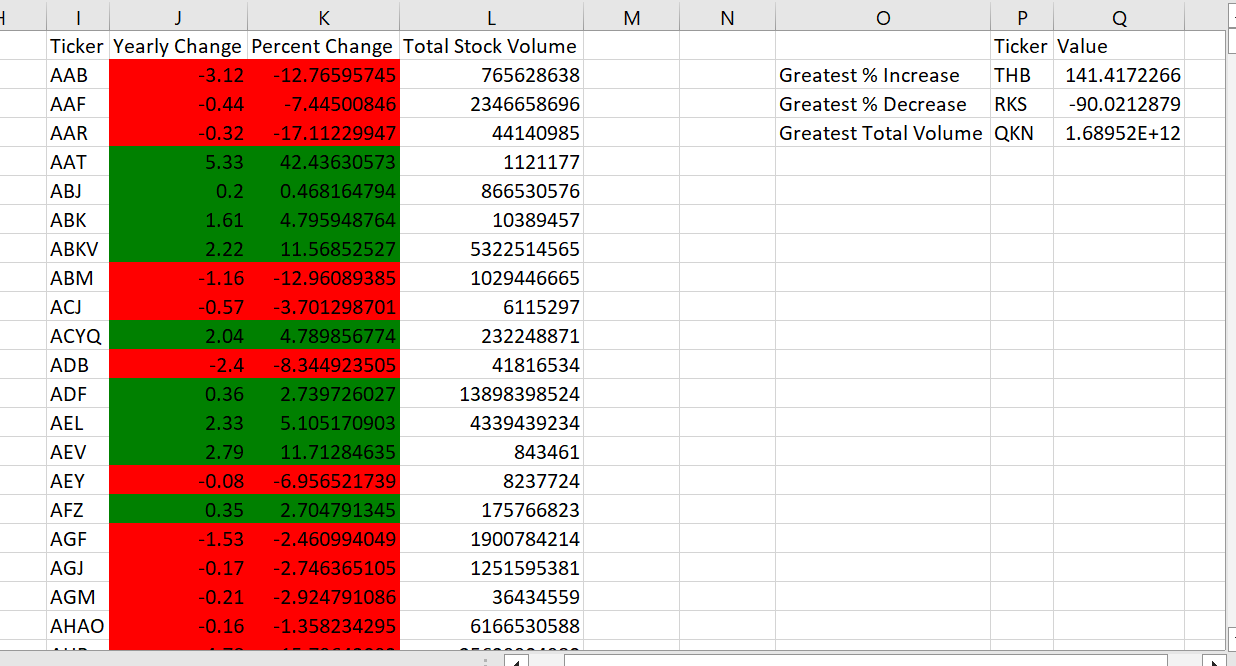 H I J K L M N O P Q
Ticker Yearly Change Percent Change Total Stock Volume Ticker Value
AAB -3.12 -12.76595745 765628638 Greatest % Increase THB 141.4172266
AAF -0.44 -7.44500846 2346658696 Greatest % Decrease RKS -90.0212879
AAR -0.32 -17.11229947 44140985 Greatest Total Volume QKN 1.68952E+12
AAT 5.33 42.43630573 1121177
ABJ 0.2 0.468164794 866530576
ABK 1.61 4.795948764 10389457
ABKV 2.22 11.56852527 5322514565
ABM -1.16 -12.96089385 1029446665
ACJ -0.57 -3.701298701 6115297
ACYQ 2.04 4.789856774 232248871
ADB -2.4 -8.344923505 41816534
ADF 0.36 2.739726027 13898398524
AEL 2.33 5.105170903 4339439234
AEV 2.79 11.71284635 843461
AEY -0.08 -6.956521739 8237724
AFZ 0.35 2.704791345 175766823
AGF -1.53 -2.460994049 1900784214
AGJ -0.17 -2.746365105 1251595381
AGM -0.21 -2.924791086 36434559
AHAO -0.16 -1.358234295 6166530588